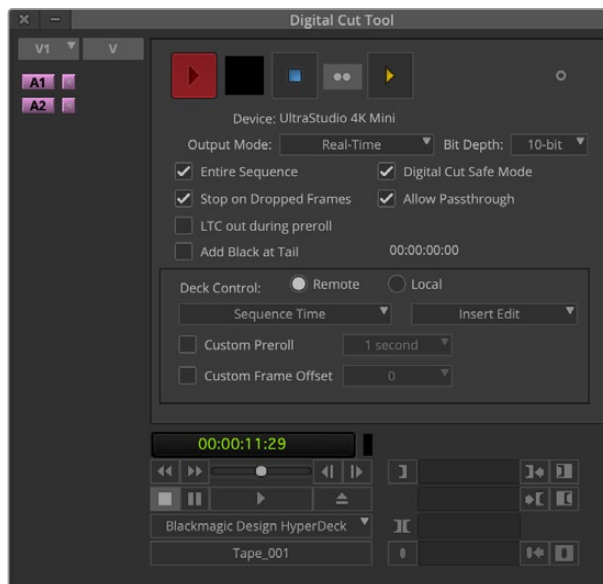 Digital Cut Tool
V1 V
A1
A2
Device: UltraStudio 4K Mini
Output Mode: Real-Time Bit Depth: 10-bit
Entire Sequence Digital Cut Safe Mode
Stop on Dropped Frames Allow Passthrough
LTC out during preroll
Add Black at Tail 00:00:00:00
Deck Control: Remote Local
Sequence Time Insert Edit
Custom Preroll 1 second
Custom Frame Offset 0
00:00:11:29
Blackmagic Design HyperDeck
Tape_001